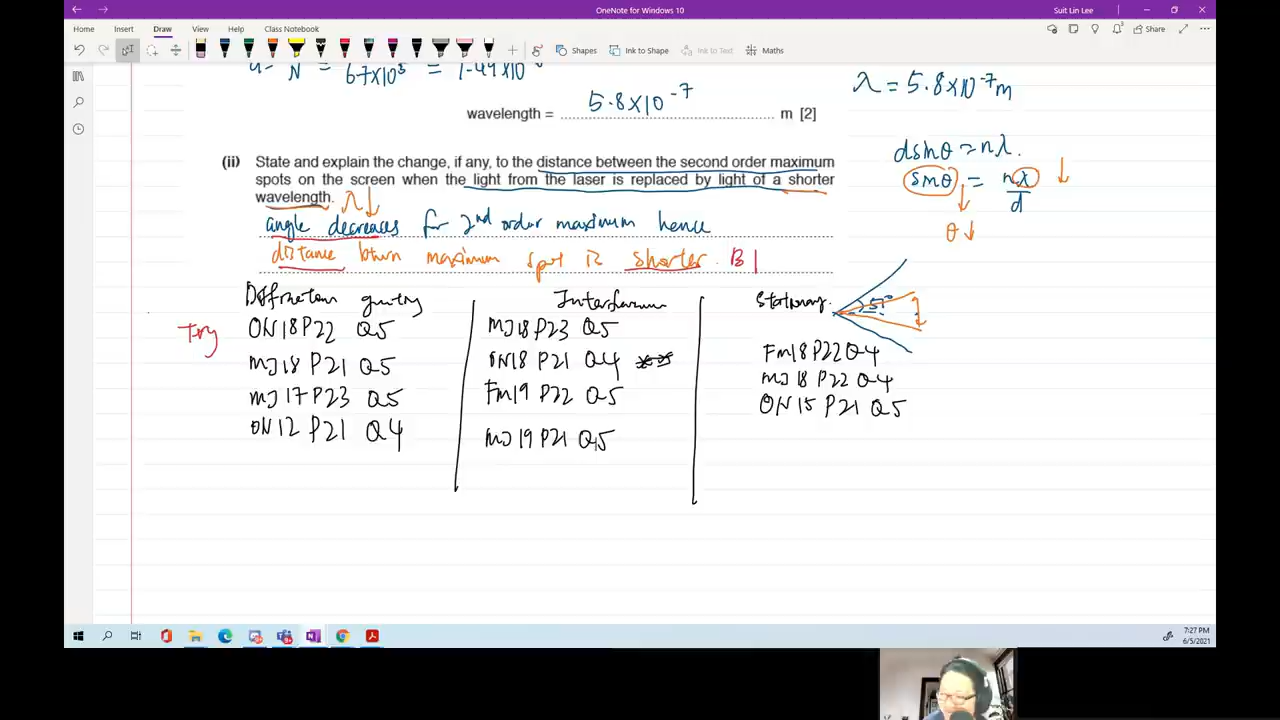 OneNote for Windows 10
Suit Lin Lee
Home Insert Draw View Help Class Notebook
Share
Shapes Ink to Shape Ink to Text Maths
N = 67×10³ =
λ = 5.8×10⁻⁷m
wavelength = 5.8×10⁻⁷ m [2]
dsinθ = nλ.
(ii) State and explain the change, if any, to the distance between the second order maximum
spots on the screen when the light from the laser is replaced by light of a shorter
wavelength. λ↓
sinθ = nλ/d ↓
θ↓
angle decreases for 2nd order maximum hence
distance btwn maximum spot is shorter. B1
Diffraction grating
Try
ON18 P22 Q5
MJ18 P21 Q5
MJ17 P23 Q5
ON12 P21 Q4
Interference
MJ18 P23 Q5
ON18 P21 Q4
FM19 P22 Q5
MJ19 P21 Q5
Stationary.
FM18 P22 Q4
MJ18 P22 Q4
ON15 P21 Q5
7:27 PM
6/5/2021